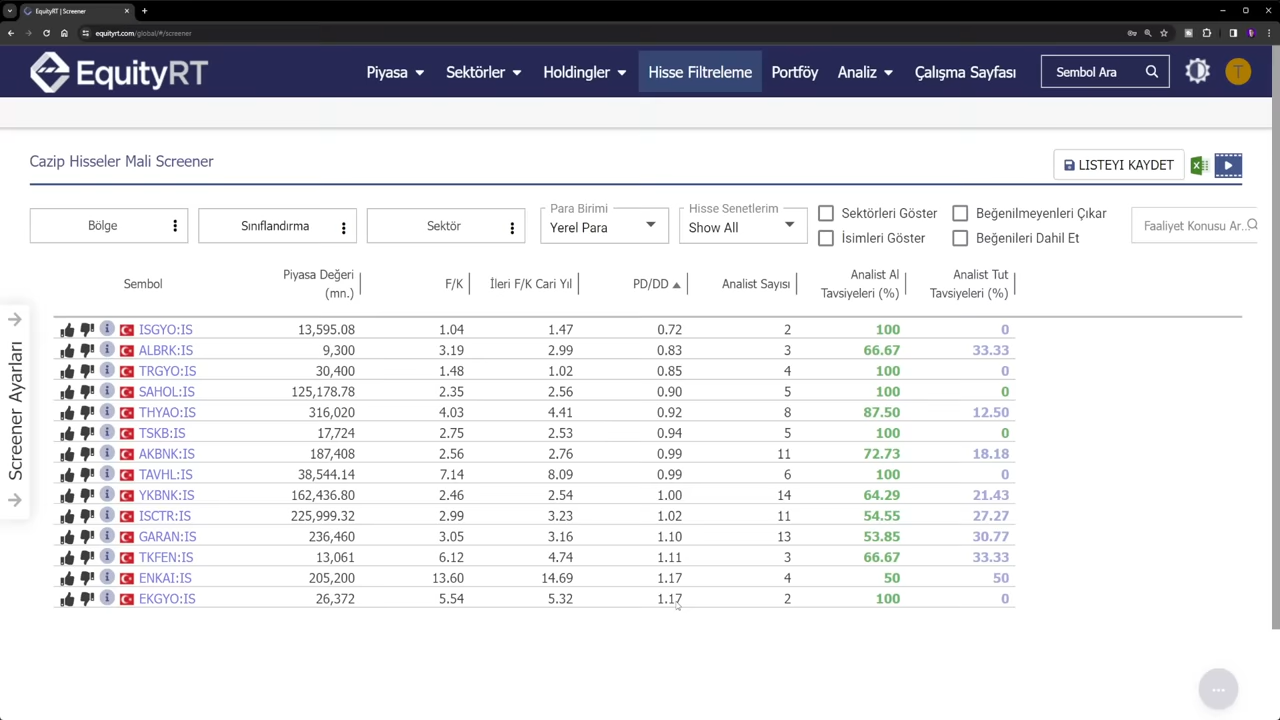 EquityRT | Screener
equityrt.com/global/#/screener
EquityRT
Piyasa Sektörler Holdingler Hisse Filtreleme Portföy Analiz Çalışma Sayfası Sembol Ara T
Cazip Hisseler Mali Screener
LISTEYI KAYDET
Bölge Sınıflandırma Sektör
Para Birimi
Yerel Para
Hisse Senetlerim
Show All
Sektörleri Göster Beğenilmeyenleri Çıkar
İsimleri Göster Beğenileri Dahil Et
Faaliyet Konusu Ar...
Screener Ayarları
Sembol Piyasa Değeri (mn.) F/K İleri F/K Cari Yıl PD/DD Analist Sayısı Analist Al Tavsiyeleri (%) Analist Tut Tavsiyeleri (%)
ISGYO:IS 13,595.08 1.04 1.47 0.72 2 100 0
ALBRK:IS 9,300 3.19 2.99 0.83 3 66.67 33.33
TRGYO:IS 30,400 1.48 1.02 0.85 4 100 0
SAHOL:IS 125,178.78 2.35 2.56 0.90 5 100 0
THYAO:IS 316,020 4.03 4.41 0.92 8 87.50 12.50
TSKB:IS 17,724 2.75 2.53 0.94 5 100 0
AKBNK:IS 187,408 2.56 2.76 0.99 11 72.73 18.18
TAVHL:IS 38,544.14 7.14 8.09 0.99 6 100 0
YKBNK:IS 162,436.80 2.46 2.54 1.00 14 64.29 21.43
ISCTR:IS 225,999.32 2.99 3.23 1.02 11 54.55 27.27
GARAN:IS 236,460 3.05 3.16 1.10 13 53.85 30.77
TKFEN:IS 13,061 6.12 4.74 1.11 3 66.67 33.33
ENKAI:IS 205,200 13.60 14.69 1.17 4 50 50
EKGYO:IS 26,372 5.54 5.32 1.17 2 100 0